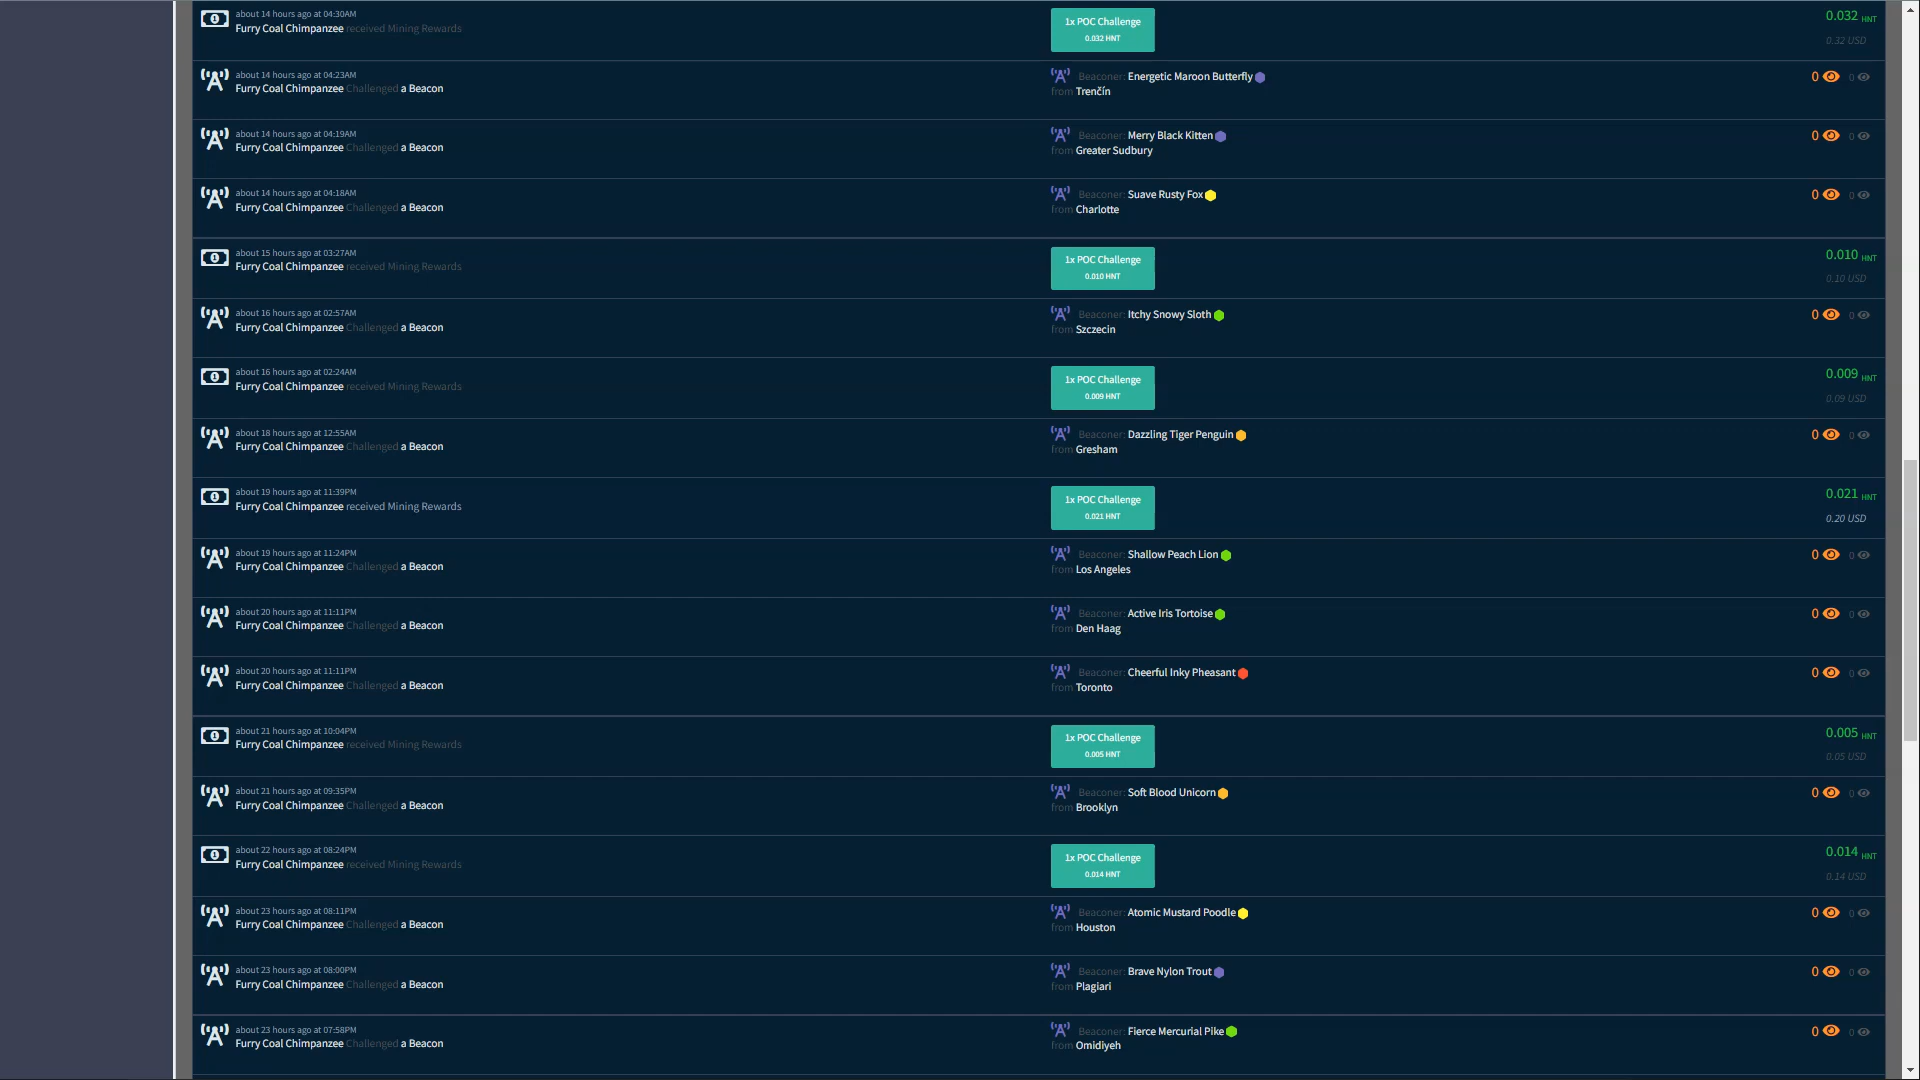 about 14 hours ago at 04:30AM
Furry Coal Chimpanzee received Mining Rewards
1x POC Challenge
0.032 HNT
0.032 HNT
0.32 USD
about 14 hours ago at 04:23AM
Furry Coal Chimpanzee Challenged a Beacon
Beaconer: Energetic Maroon Butterfly
from Trenčín
0 0
about 14 hours ago at 04:19AM
Furry Coal Chimpanzee Challenged a Beacon
Beaconer: Merry Black Kitten
from Greater Sudbury
0 0
about 14 hours ago at 04:18AM
Furry Coal Chimpanzee Challenged a Beacon
Beaconer: Suave Rusty Fox
from Charlotte
0 0
about 15 hours ago at 03:27AM
Furry Coal Chimpanzee received Mining Rewards
1x POC Challenge
0.010 HNT
0.010 HNT
0.10 USD
about 16 hours ago at 02:57AM
Furry Coal Chimpanzee Challenged a Beacon
Beaconer: Itchy Snowy Sloth
from Szczecin
0 0
about 16 hours ago at 02:24AM
Furry Coal Chimpanzee received Mining Rewards
1x POC Challenge
0.009 HNT
0.009 HNT
0.09 USD
about 18 hours ago at 12:55AM
Furry Coal Chimpanzee Challenged a Beacon
Beaconer: Dazzling Tiger Penguin
from Gresham
0 0
about 19 hours ago at 11:39PM
Furry Coal Chimpanzee received Mining Rewards
1x POC Challenge
0.021 HNT
0.021 HNT
0.20 USD
about 19 hours ago at 11:24PM
Furry Coal Chimpanzee Challenged a Beacon
Beaconer: Shallow Peach Lion
from Los Angeles
0 0
about 20 hours ago at 11:11PM
Furry Coal Chimpanzee Challenged a Beacon
Beaconer: Active Iris Tortoise
from Den Haag
0 0
about 20 hours ago at 11:11PM
Furry Coal Chimpanzee Challenged a Beacon
Beaconer: Cheerful Inky Pheasant
from Toronto
0 0
about 21 hours ago at 10:04PM
Furry Coal Chimpanzee received Mining Rewards
1x POC Challenge
0.005 HNT
0.005 HNT
0.05 USD
about 21 hours ago at 09:35PM
Furry Coal Chimpanzee Challenged a Beacon
Beaconer: Soft Blood Unicorn
from Brooklyn
0 0
about 22 hours ago at 08:24PM
Furry Coal Chimpanzee received Mining Rewards
1x POC Challenge
0.014 HNT
0.014 HNT
0.14 USD
about 23 hours ago at 08:11PM
Furry Coal Chimpanzee Challenged a Beacon
Beaconer: Atomic Mustard Poodle
from Houston
0 0
about 23 hours ago at 08:00PM
Furry Coal Chimpanzee Challenged a Beacon
Beaconer: Brave Nylon Trout
from Plagiari
0 0
about 23 hours ago at 07:58PM
Furry Coal Chimpanzee Challenged a Beacon
Beaconer: Fierce Mercurial Pike
from Omidiyeh
0 0